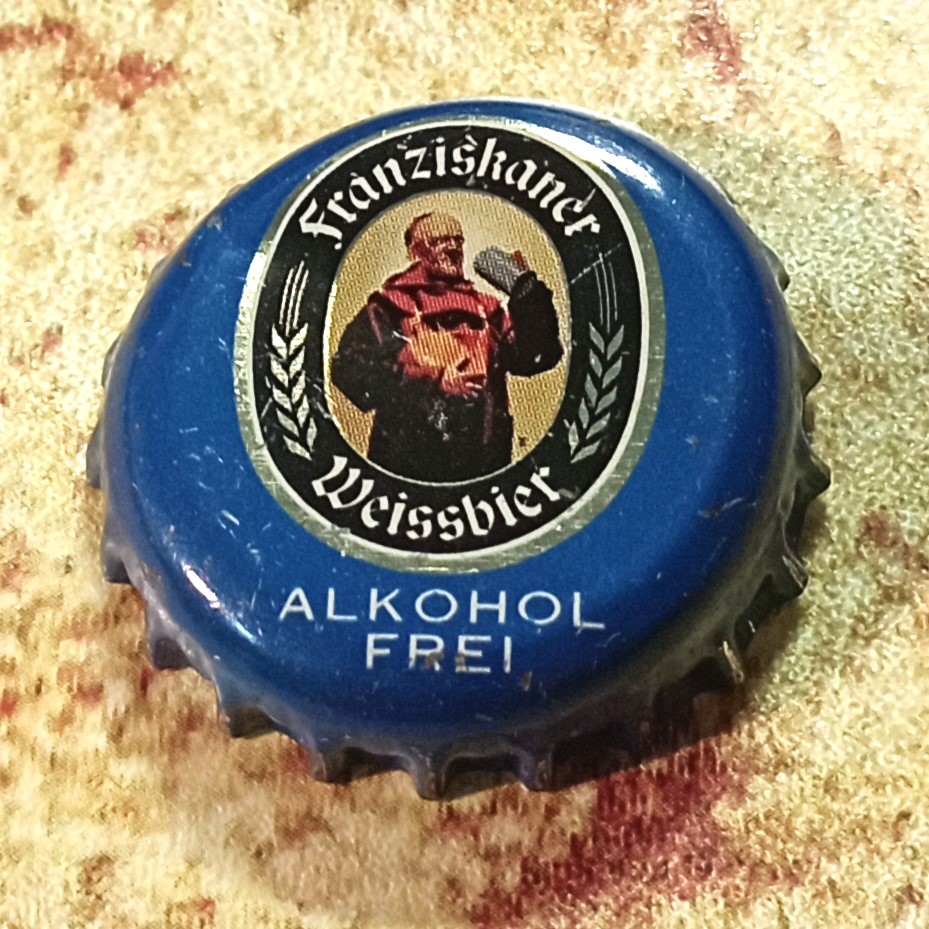 Franziskaner
Weissbier
ALKOHOL
FREI